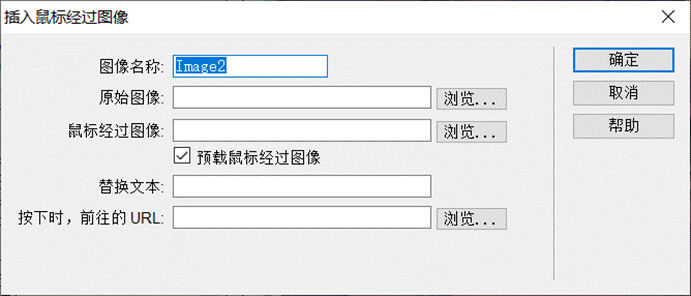 插入鼠标经过图像
图像名称: Image2
确定
原始图像: 浏览...
取消
鼠标经过图像: 浏览...
帮助
预载鼠标经过图像
替换文本:
按下时，前往的 URL: 浏览...